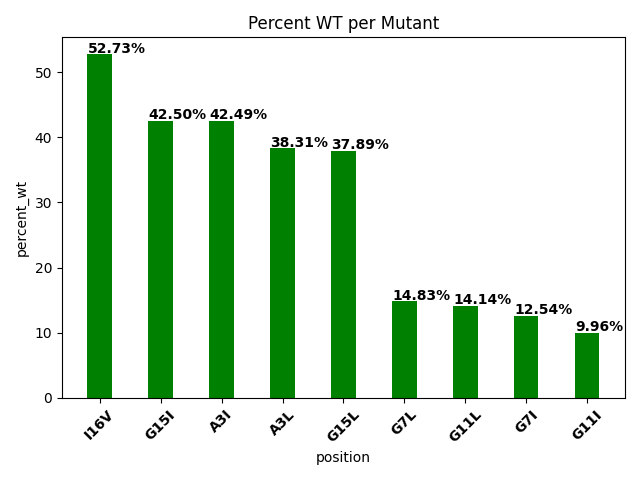 Percent WT per Mutant
percent_wt
50
40
30
20
10
0
52.73%
42.50%
42.49%
38.31%
37.89%
14.83%
14.14%
12.54%
9.96%
I16V
G15I
A3I
A3L
G15L
G7L
G11L
G7I
G11I
position